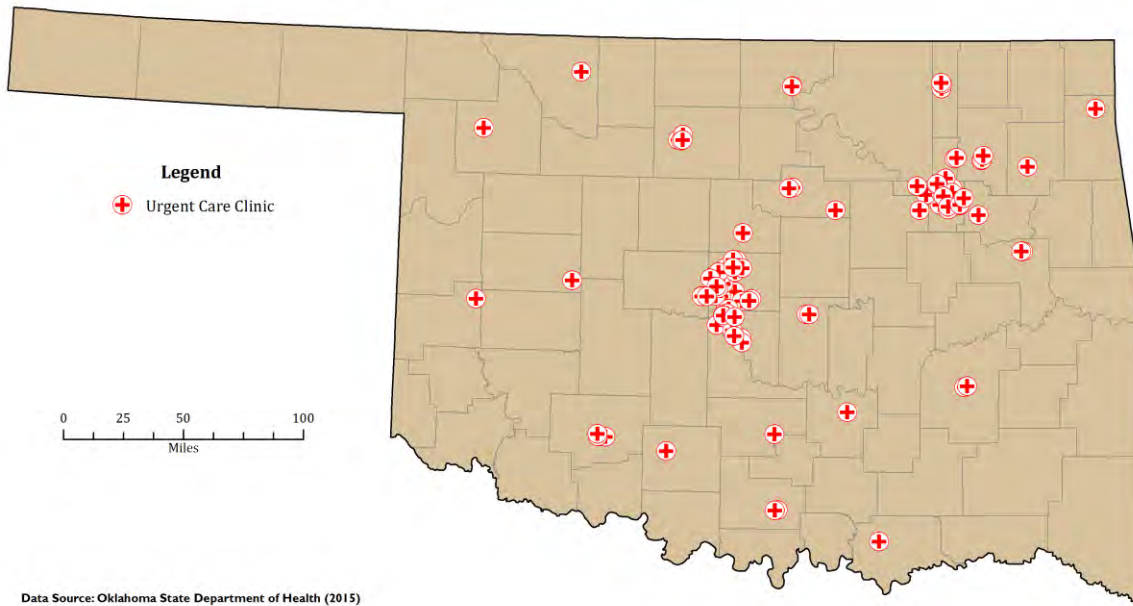 Legend
Urgent Care Clinic
0 25 50 100
Miles
Data Source: Oklahoma State Department of Health (2015)